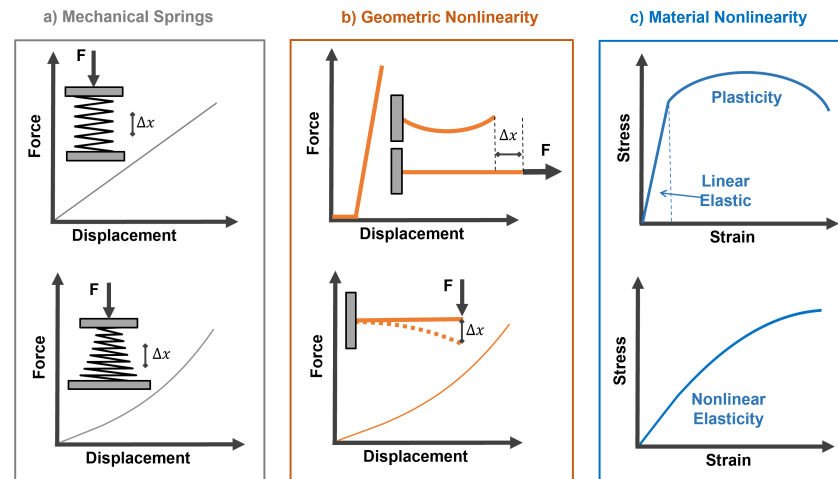 a) Mechanical Springs
F
Δx
Force
Displacement
F
Δx
Force
Displacement
b) Geometric Nonlinearity
Δx
F
Force
Displacement
F
Δx
Force
Displacement
c) Material Nonlinearity
Plasticity
Linear
Elastic
Stress
Strain
Nonlinear
Elasticity
Stress
Strain